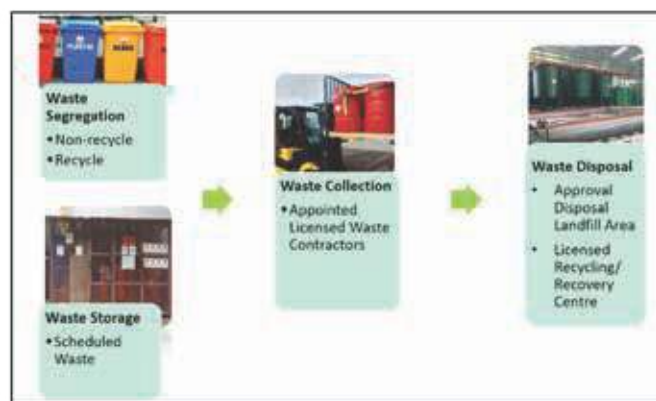 Waste
Segregation
•Non-recycle
•Recycle
Waste Storage
•Scheduled
Waste
Waste Collection
•Appointed
Licensed Waste
Contractors
Waste Disposal
• Approval
Disposal
Landfill Area
• Licensed
Recycling/
Recovery
Centre